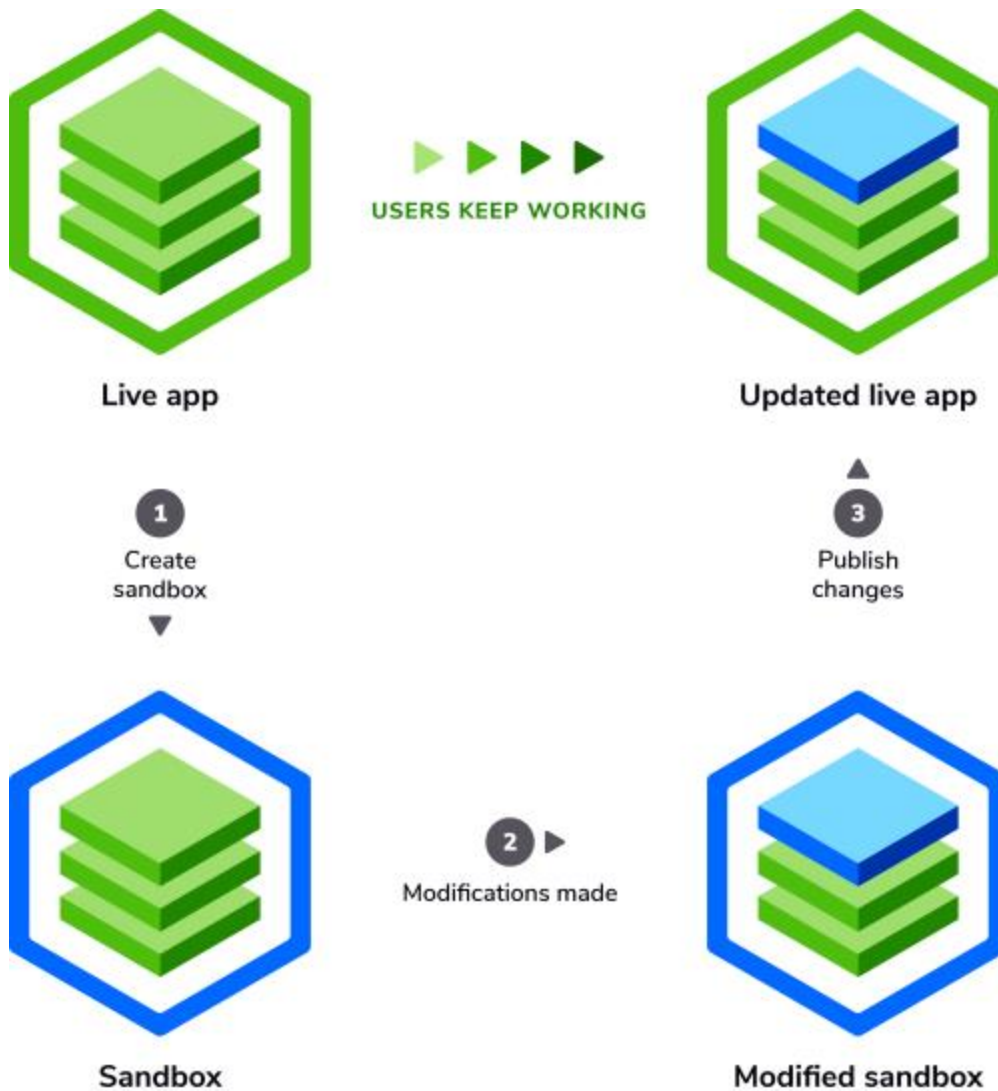 USERS KEEP WORKING
Live app
Updated live app
1
Create
sandbox
3
Publish
changes
2
Modifications made
Sandbox
Modified sandbox